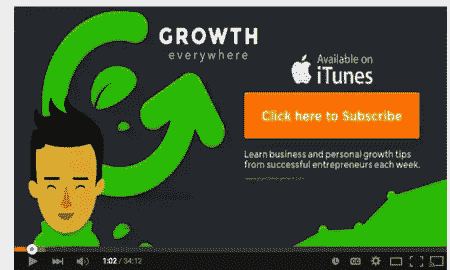 GROWTH
everywhere
Available on
iTunes
Click here to Subscribe
Learn business and personal growth tips
from successful entrepreneurs each week.
1:02 / 34:12